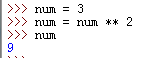 >>> num = 3
>>> num = num ** 2
>>> num
9
>>>